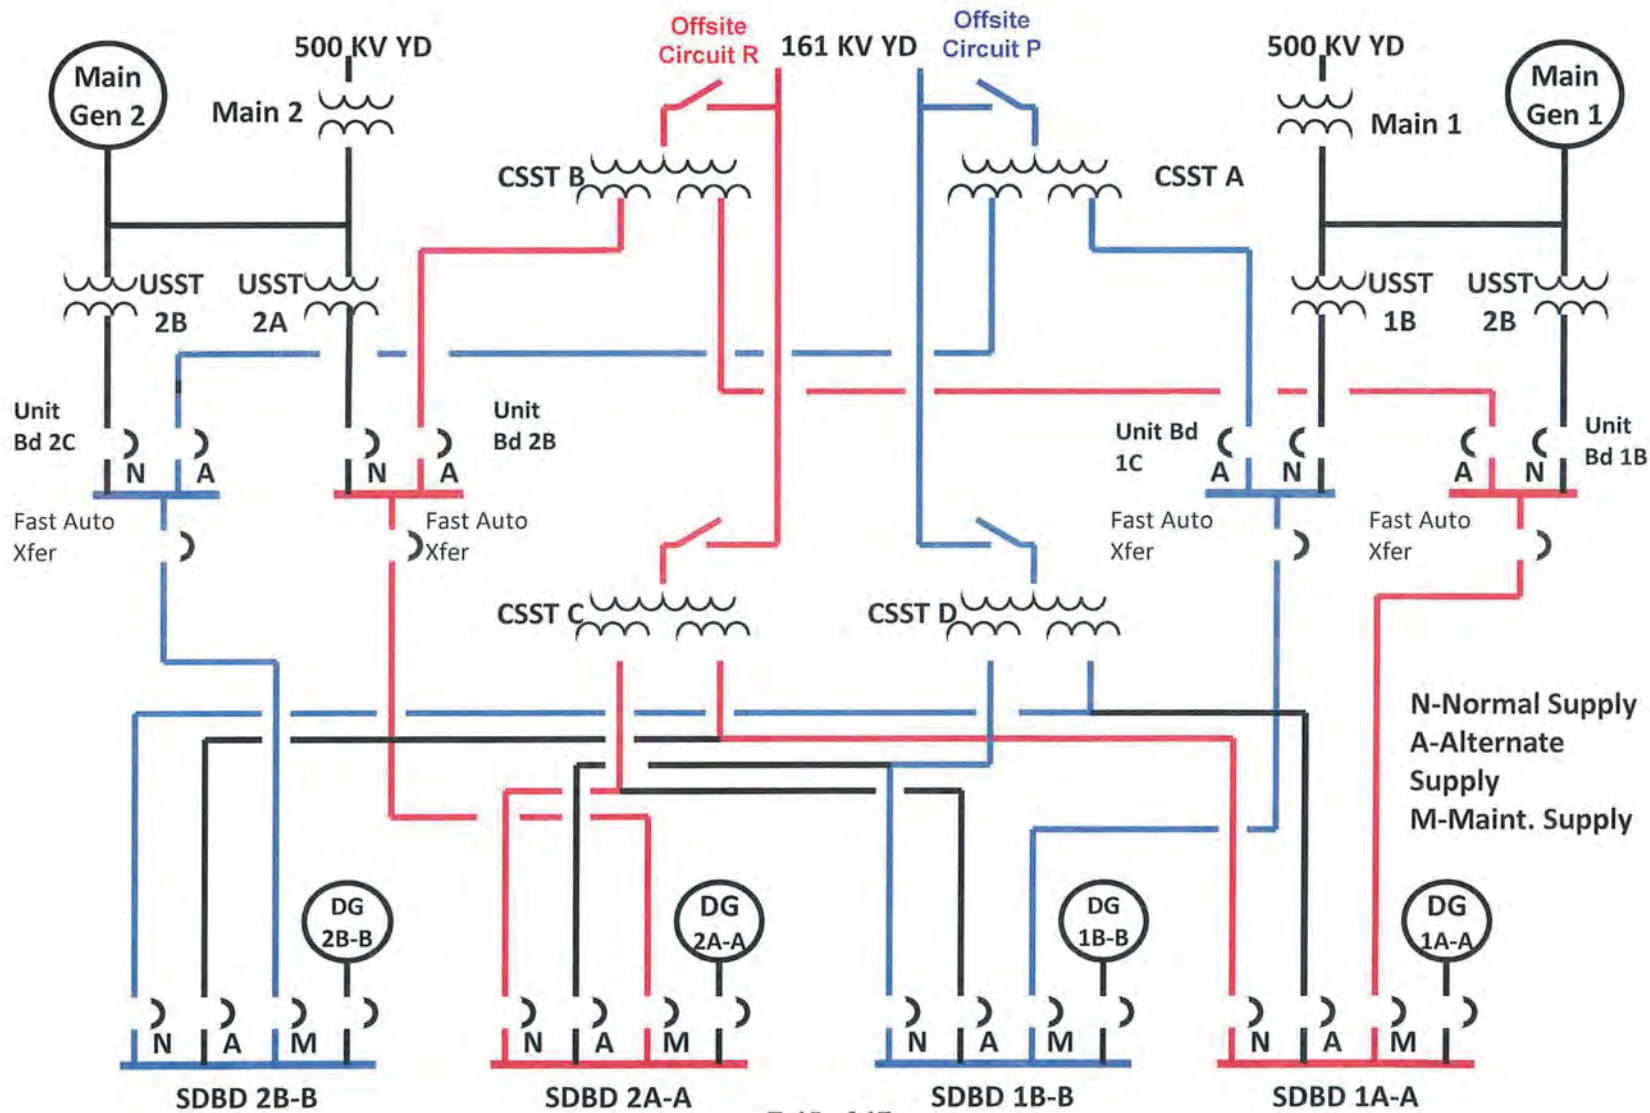 Offsite
Circuit R
Offsite
Circuit P
500 KV YD
161 KV YD
500 KV YD
Main
Gen 2
Main 2
Main 1
Main
Gen 1
CSST B
CSST A
USST
2B
USST
2A
USST
1B
USST
2B
Unit
Bd 2C
N
A
N
A
Unit
Bd 2B
Unit Bd
1C
A
N
A
N
Unit
Bd 1B
Fast Auto
Xfer
Fast Auto
Xfer
Fast Auto
Xfer
Fast Auto
Xfer
CSST C
CSST D
N-Normal Supply
A-Alternate
Supply
M-Maint. Supply
DG
2B-B
DG
2A-A
DG
1B-B
DG
1A-A
N
A
M
N
A
M
N
A
M
N
A
M
SDBD 2B-B
SDBD 2A-A
SDBD 1B-B
SDBD 1A-A